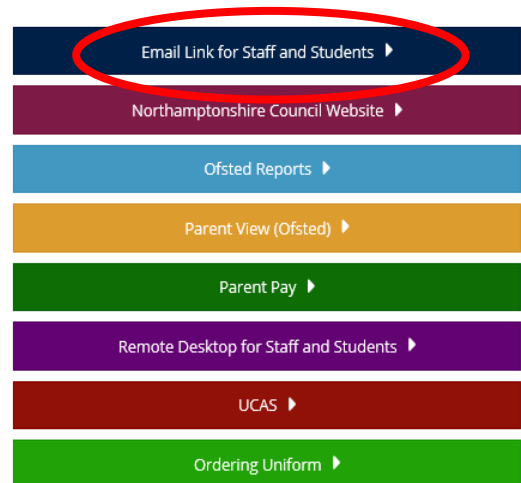 Email Link for Staff and Students
Northamptonshire Council Website
Ofsted Reports
Parent View (Ofsted)
Parent Pay
Remote Desktop for Staff and Students
UCAS
Ordering Uniform